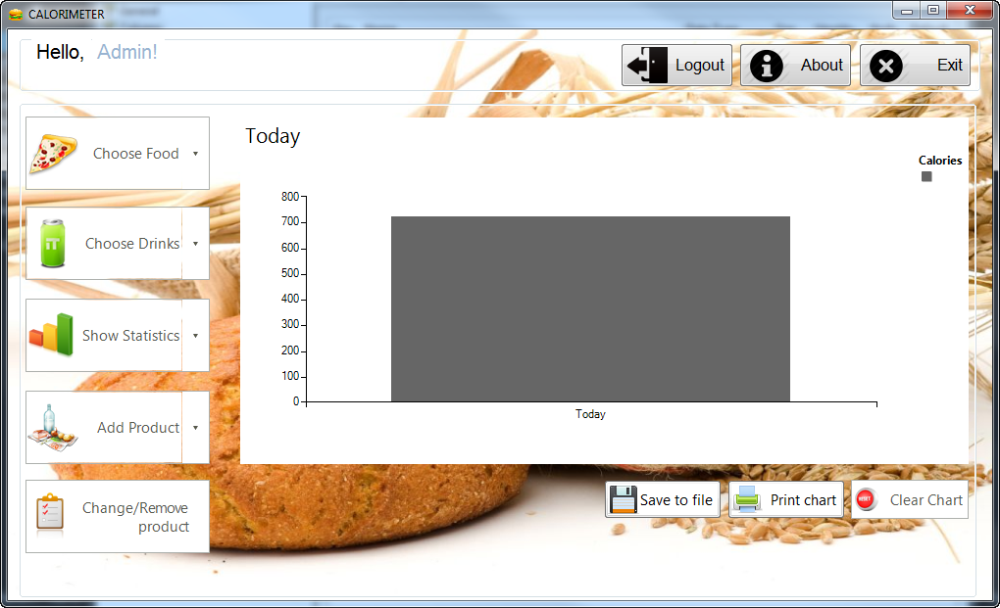 CALORIMETER
Hello, Admin!
Logout
About
Exit
Choose Food
Choose Drinks
Show Statistics
Add Product
Change/Remove
product
Today
Calories
800
700
600
500
400
300
200
100
0
Today
Save to file
Print chart
Clear Chart
iT